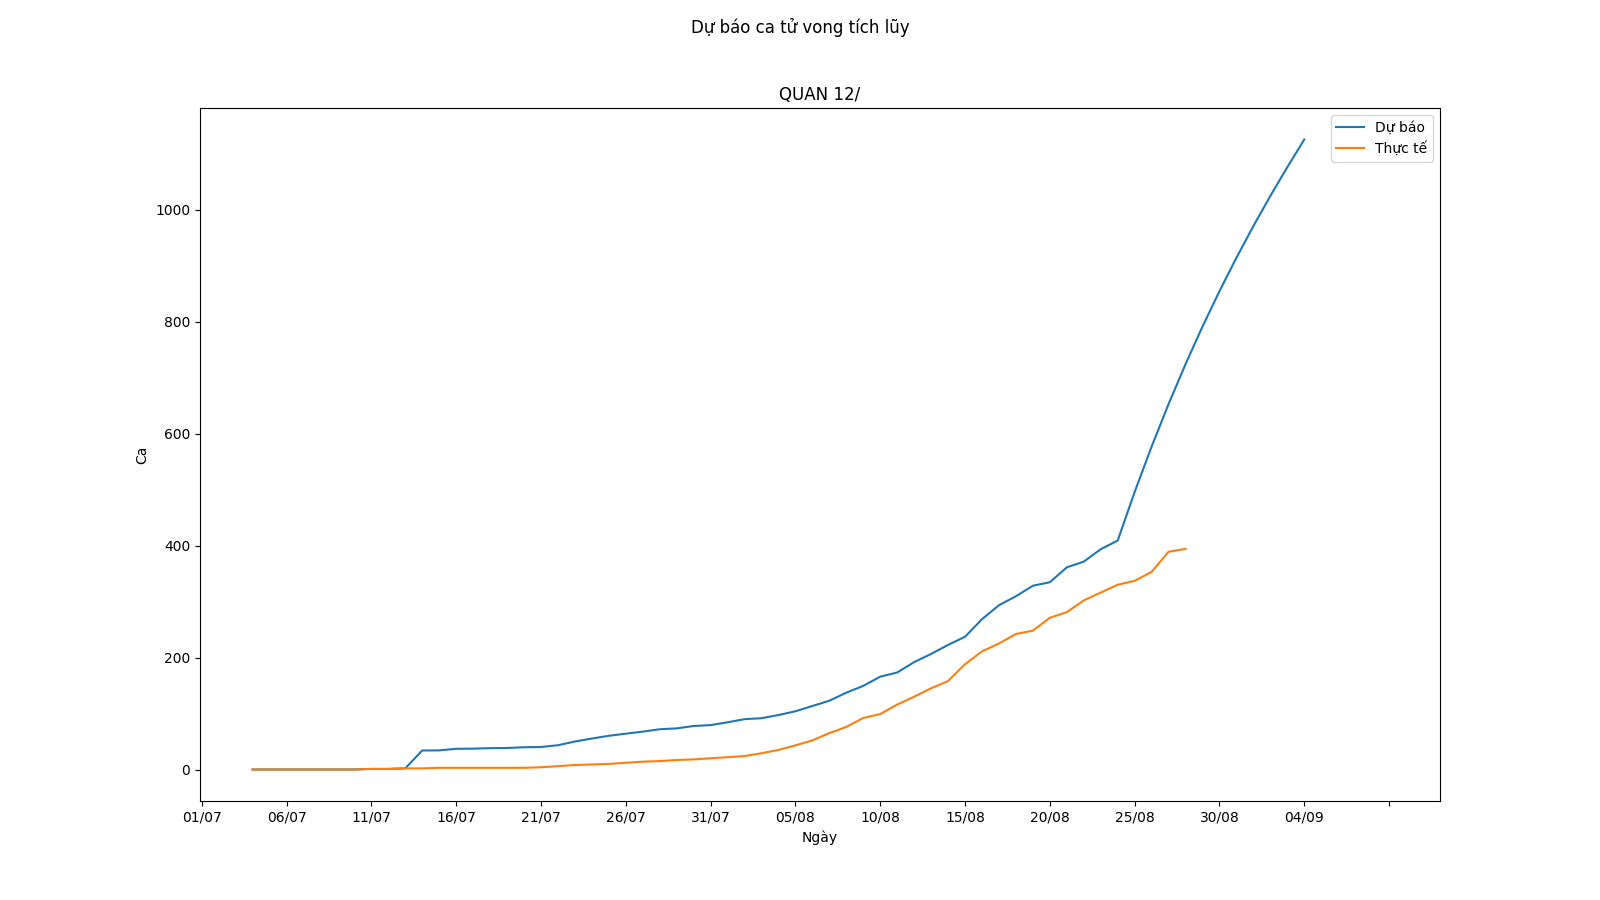 Dự báo ca tử vong tích lũy
QUAN 12/
Dự báo
Thực tế
1000
800
600
400
200
0
Ca
01/07 06/07 11/07 16/07 21/07 26/07 31/07 05/08 10/08 15/08 20/08 25/08 30/08 04/09
Ngày